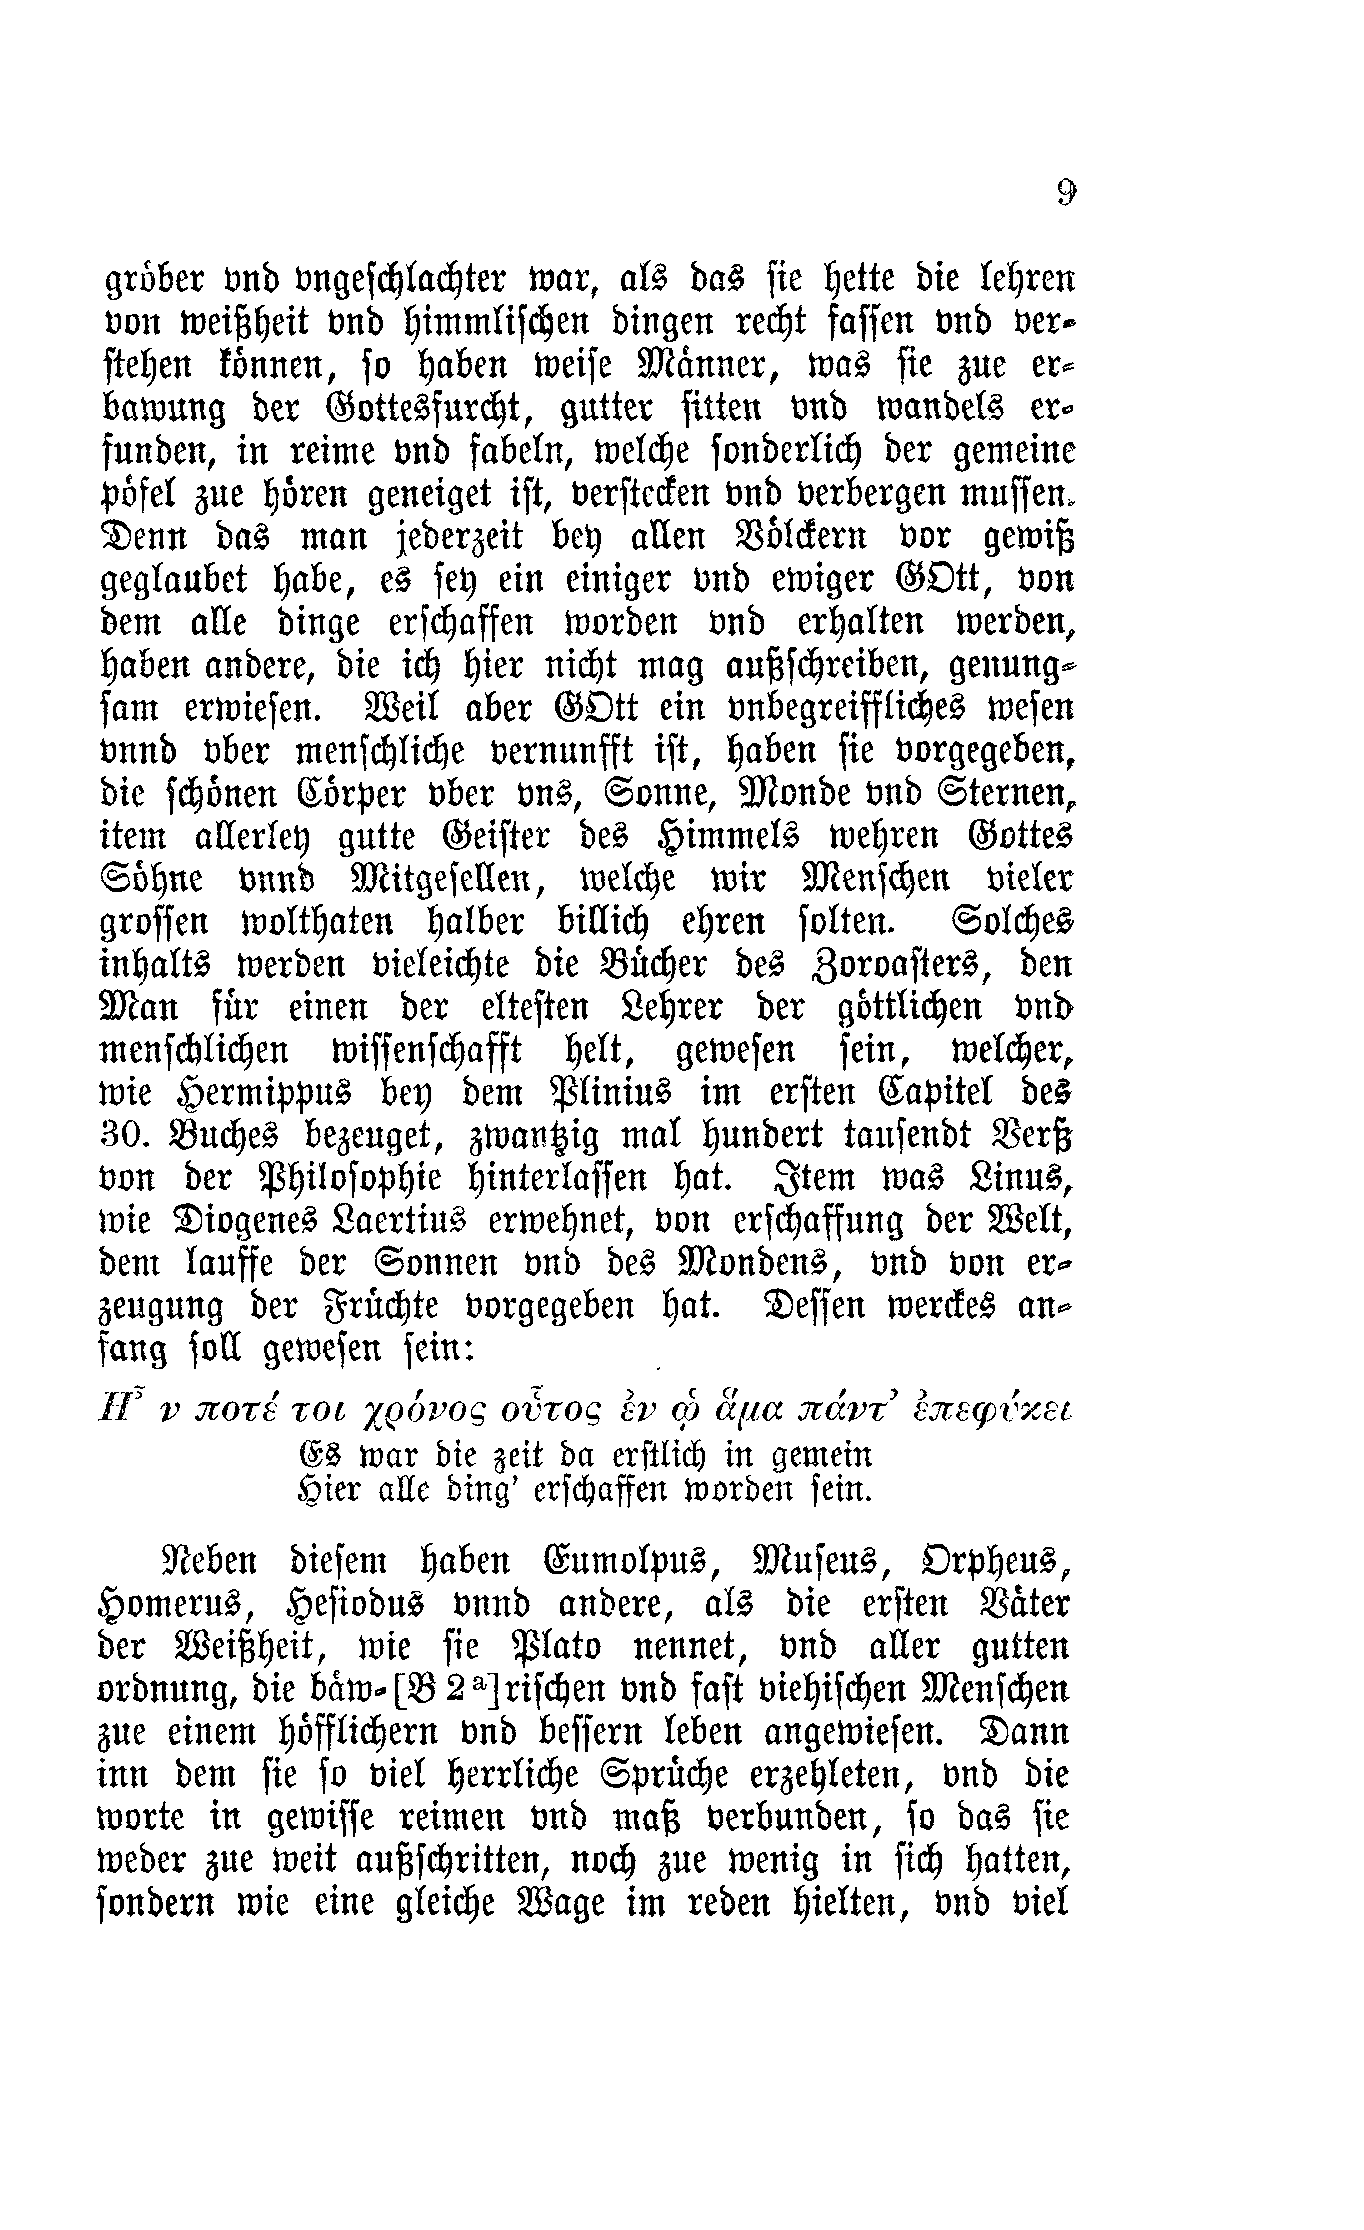 9
gröber vnd vngeſchlachter war, als das ſie hette die lehren
von weißheit vnd himmliſchen dingen recht faſſen vnd ver-
ſtehen können, ſo haben weiſe Männer, was ſie zue er-
bawung der Gottesfurcht, gutter ſitten vnd wandels er-
funden, in reime vnd fabeln, welche ſonderlich der gemeine
pöfel zue hören geneiget iſt, verſtecken vnd verbergen muſſen.
Denn das man jederzeit bey allen Völckern vor gewiß
geglaubet habe, es ſey ein einiger vnd ewiger GOtt, von
dem alle dinge erſchaffen worden vnd erhalten werden,
haben andere, die ich hier nicht mag außſchreiben, genung-
ſam erwieſen. Weil aber GOtt ein vnbegreiffliches weſen
vnnd vber menſchliche vernunfft iſt, haben ſie vorgegeben,
die ſchönen Cörper vber vns, Sonne, Monde vnd Sternen,
item allerley gutte Geiſter des Himmels wehren Gottes
Söhne vnnd Mitgeſellen, welche wir Menſchen vieler
groſſen wolthaten halber billich ehren ſolten. Solches
inhalts werden vieleichte die Bücher des Zoroaſters, den
Man für einen der elteſten Lehrer der göttlichen vnd
menſchlichen wiſſenſchafft helt, geweſen ſein, welcher,
wie Hermippus bey dem Plinius im erſten Capitel des
30. Buches bezeuget, zwantzig mal hundert tauſendt Verß
von der Philoſophie hinterlaſſen hat. Item was Linus,
wie Diogenes Laertius erwehnet, von erſchaffung der Welt,
dem lauffe der Sonnen vnd des Mondens, vnd von er-
zeugung der Früchte vorgegeben hat. Deſſen werckes an-
fang ſoll geweſen ſein:
Η῏ ν ποτέ τοι χρόνος οὗτος ἐν ᾧ ἅμα πάντ’ ἐπεφύκει
Es war die zeit da erſtlich in gemein
Hier alle ding’ erſchaffen worden ſein.
Neben dieſem haben Eumolpus, Muſeus, Orpheus,
Homerus, Heſiodus vnnd andere, als die erſten Väter
der Weißheit, wie ſie Plato nennet, vnd aller gutten
ordnung, die bäw-[B 2ᵃ]riſchen vnd faſt viehiſchen Menſchen
zue einem höfflichern vnd beſſern leben angewieſen. Dann
inn dem ſie ſo viel herrliche Sprüche erzehleten, vnd die
worte in gewiſſe reimen vnd maß verbunden, ſo das ſie
weder zue weit außſchritten, noch zue wenig in ſich hatten,
ſondern wie eine gleiche Wage im reden hielten, vnd viel